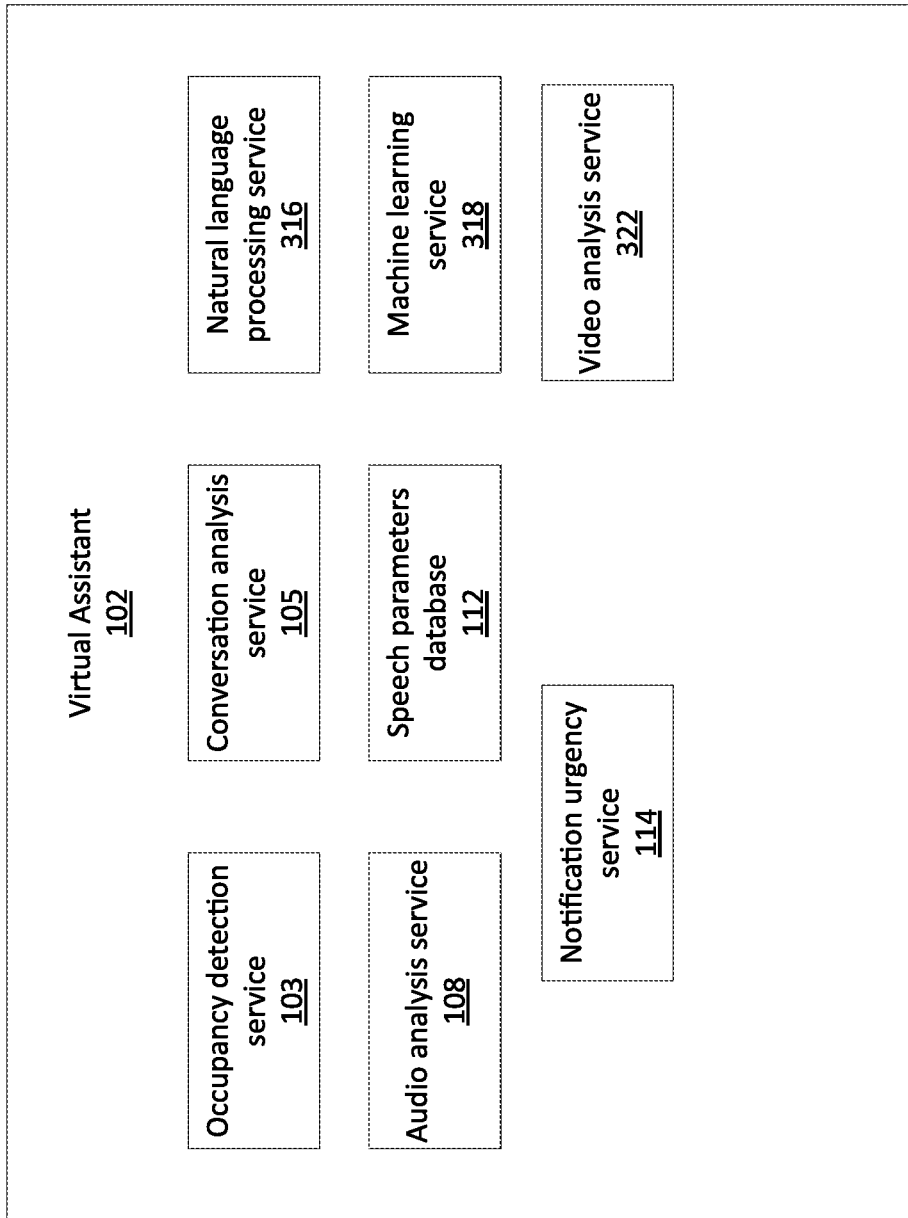 Virtual Assistant
102
Occupancy detection
service
103
Conversation analysis
service
105
Natural language
processing service
316
Audio analysis service
108
Speech parameters
database
112
Machine learning
service
318
Notification urgency
service
114
Video analysis service
322